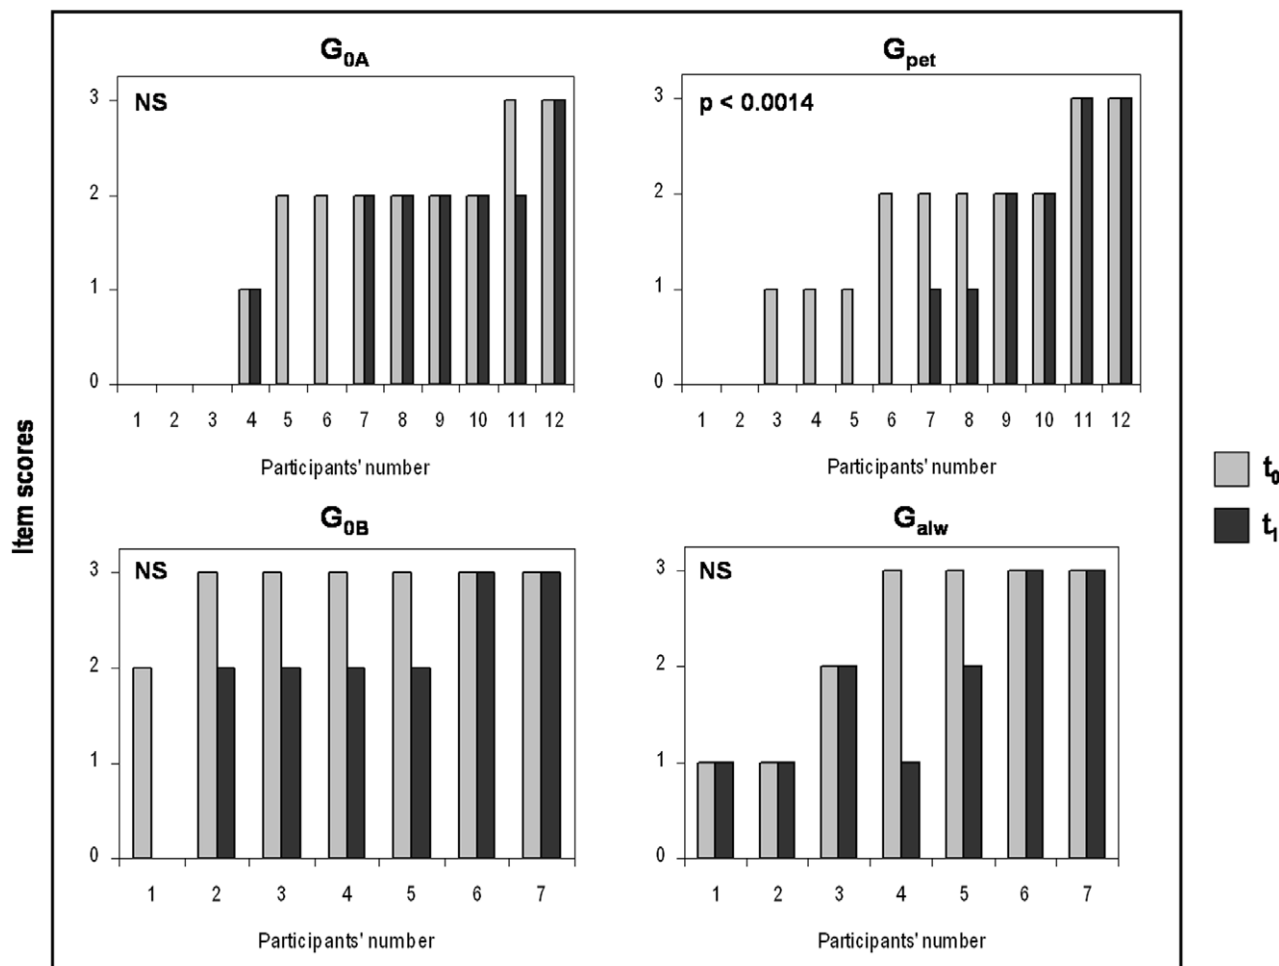 G0A
NS
3
2
1
0
1 2 3 4 5 6 7 8 9 10 11 12
Participants' number
Gpet
p < 0.0014
3
2
1
0
1 2 3 4 5 6 7 8 9 10 11 12
Participants' number
Item scores
t0
t1
G0B
NS
3
2
1
0
1 2 3 4 5 6 7
Participants' number
Galw
NS
3
2
1
0
1 2 3 4 5 6 7
Participants' number